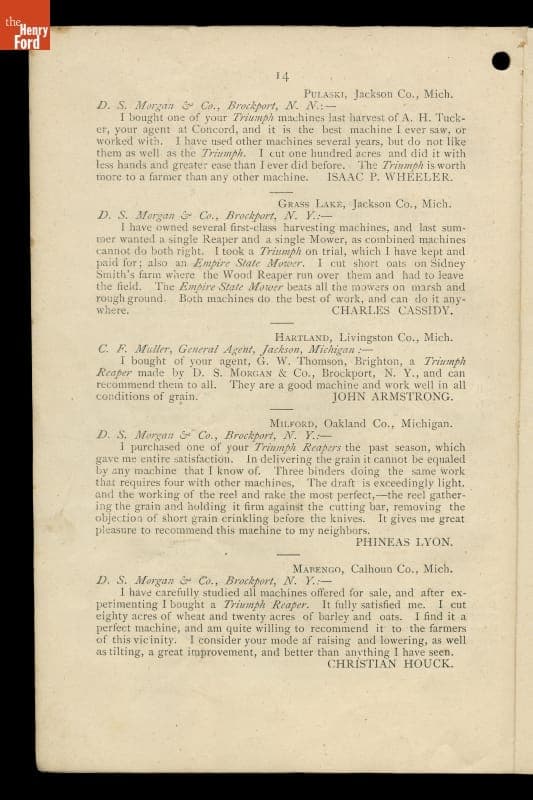 the
Henry
Ford
14
PULASKI, Jackson Co., Mich.
D. S. Morgan & Co., Brockport, N. N.:—
I bought one of your Triumph machines last harvest of A. H. Tuck-
er, your agent at Concord, and it is the best machine I ever saw, or
worked with. I have used other machines several years, but do not like
them as well as the Triumph. I cut one hundred acres and did it with
less hands and greater ease than I ever did before. The Triumph is worth
more to a farmer than any other machine. ISAAC P. WHEELER.
GRASS LAKE, Jackson Co., Mich.
D. S. Morgan & Co., Brockport, N. Y.:—
I have owned several first-class harvesting machines, and last sum-
mer wanted a single Reaper and a single Mower, as combined machines
cannot do both right. I took a Triumph on trial, which I have kept and
paid for; also an Empire State Mower. I cut short oats on Sidney
Smith's farm where the Wood Reaper run over them and had to leave
the field. The Empire State Mower beats all the mowers on marsh and
rough ground. Both machines do the best of work, and can do it any-
where. CHARLES CASSIDY.
HARTLAND, Livingston Co., Mich.
C. F. Muller, General Agent, Jackson, Michigan:—
I bought of your agent, G. W. Thomson, Brighton, a Triumph
Reaper made by D. S. MORGAN & Co., Brockport, N. Y., and can
recommend them to all. They are a good machine and work well in all
conditions of grain. JOHN ARMSTRONG.
MILFORD, Oakland Co., Michigan.
D. S. Morgan & Co., Brockport, N. Y.:—
I purchased one of your Triumph Reapers the past season, which
gave me entire satisfaction. In delivering the grain it cannot be equaled
by any machine that I know of. Three binders doing the same work
that requires four with other machines, The draft is exceedingly light,
and the working of the reel and rake the most perfect,—the reel gather-
ing the grain and holding it firm against the cutting bar, removing the
objection of short grain crinkling before the knives. It gives me great
pleasure to recommend this machine to my neighbors.
PHINEAS LYON.
MARENGO, Calhoun Co., Mich.
D. S. Morgan & Co., Brockport, N. Y.:—
I have carefully studied all machines offered for sale, and after ex-
perimenting I bought a Triumph Reaper. It fully satisfied me. I cut
eighty acres of wheat and twenty acres of barley and oats. I find it a
perfect machine, and am quite willing to recommend it to the farmers
of this vicinity. I consider your mode af raising and lowering, as well
as tilting, a great improvement, and better than anything I have seen.
CHRISTIAN HOUCK.